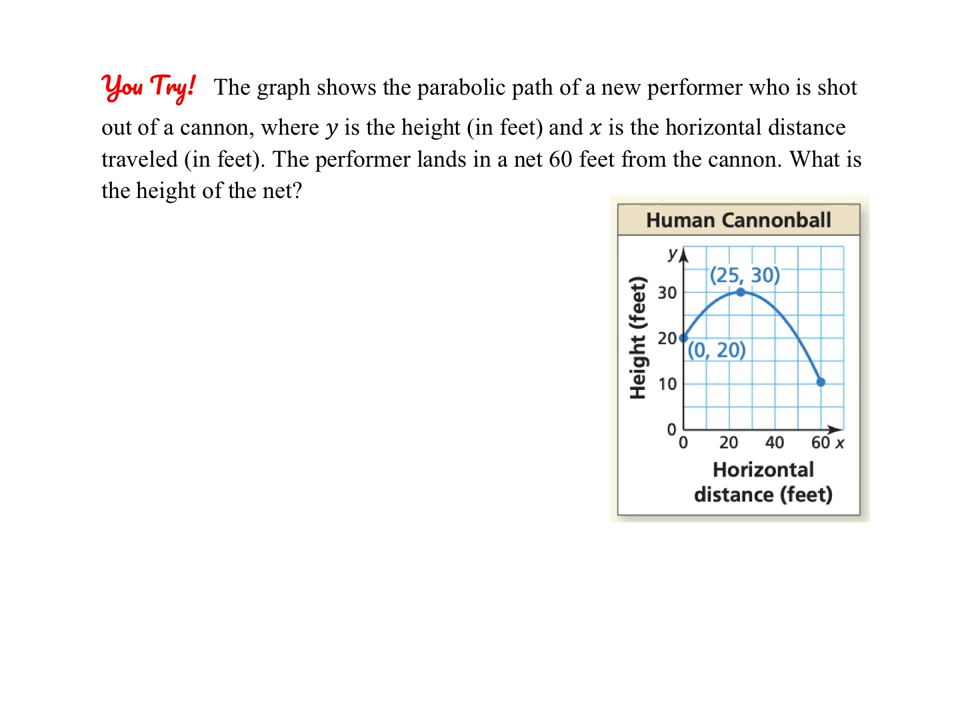 You Try! The graph shows the parabolic path of a new performer who is shot
out of a cannon, where y is the height (in feet) and x is the horizontal distance
traveled (in feet). The performer lands in a net 60 feet from the cannon. What is
the height of the net?
Human Cannonball
y
(25, 30)
30
20
(0, 20)
10
0
0 20 40 60 x
Height (feet)
Horizontal
distance (feet)